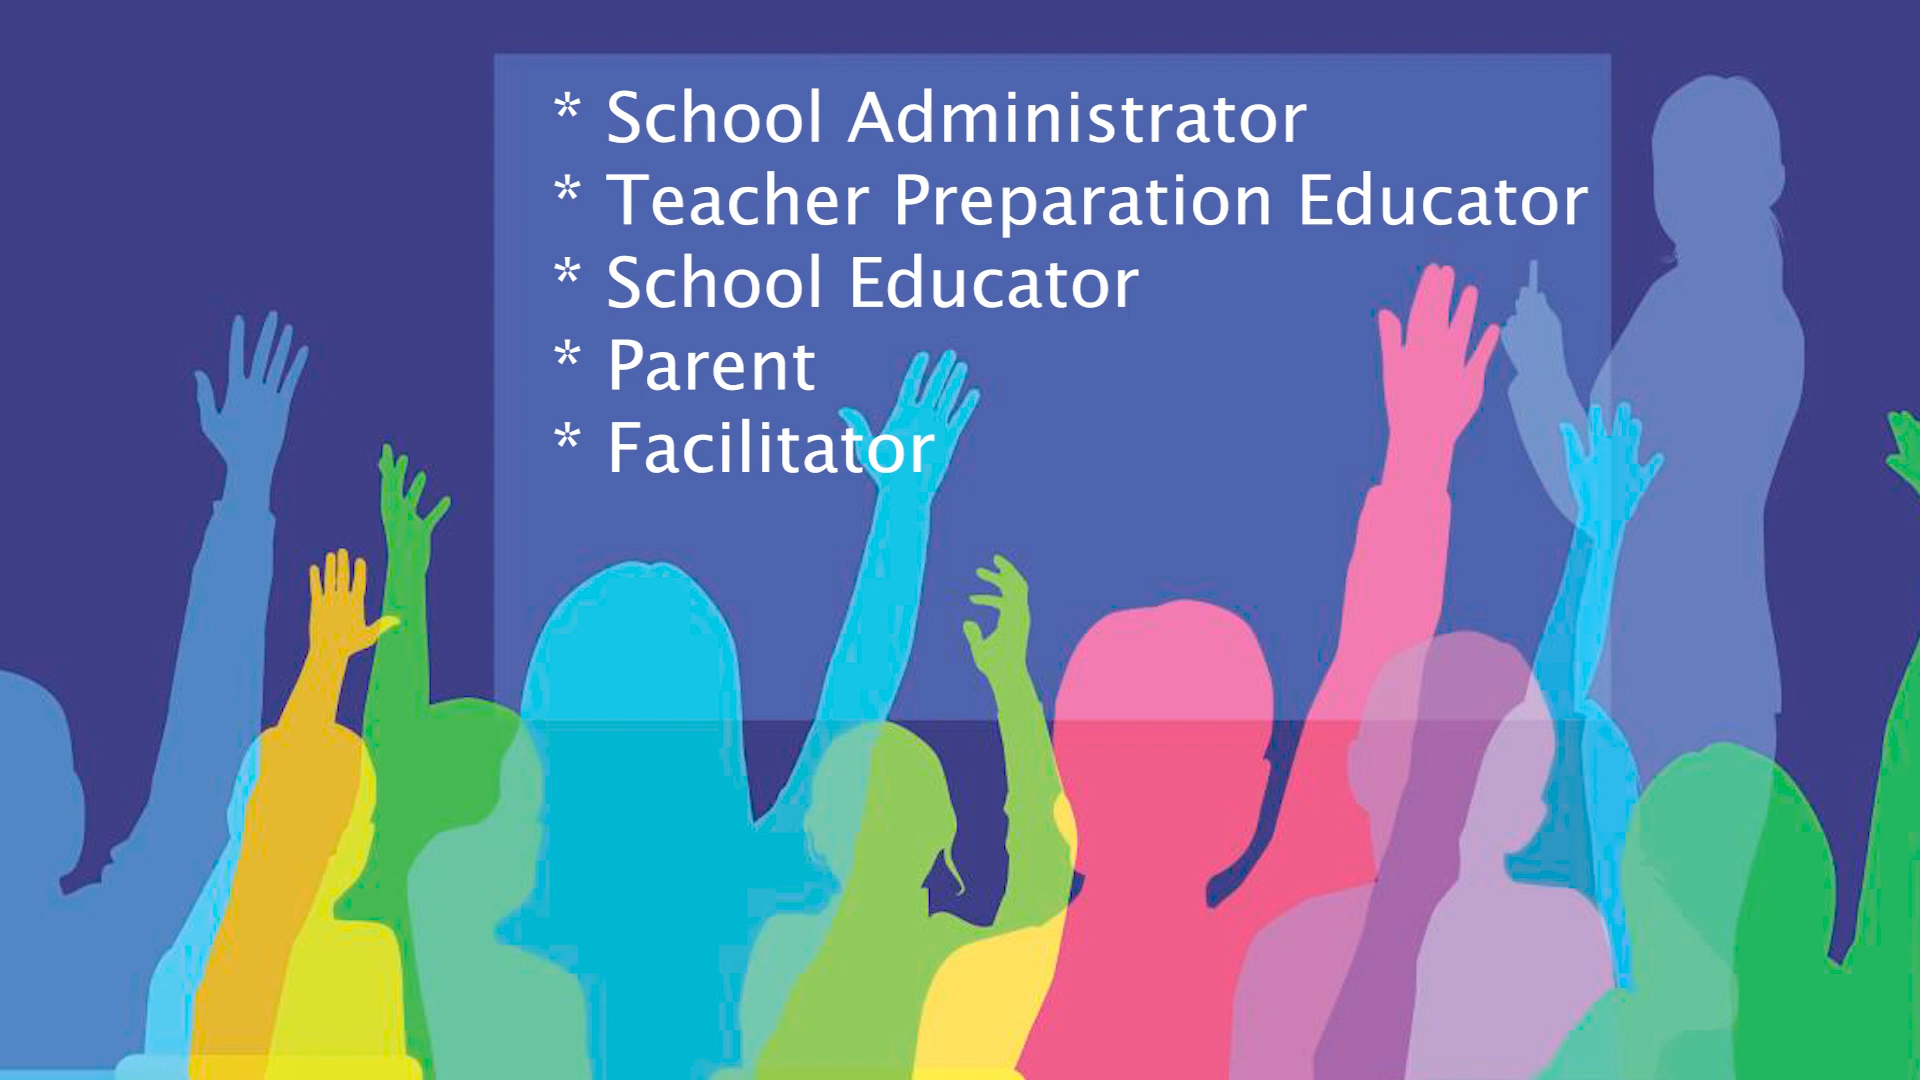 * School Administrator
* Teacher Preparation Educator
* School Educator
* Parent
* Facilitator